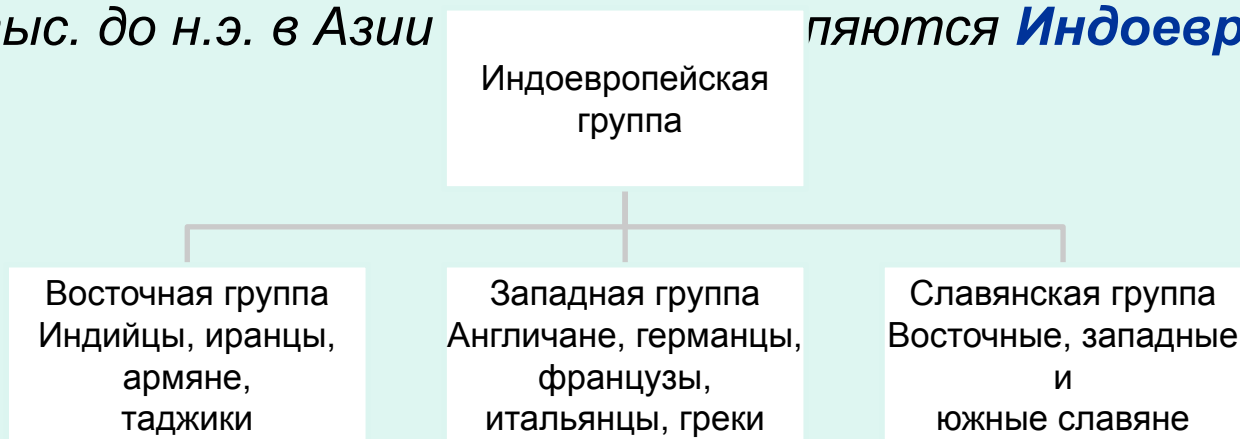 ыс. до н.э. в Азии ляются Индоевр
Индоевропейская
группа
Восточная группа
Индийцы, иранцы,
армяне,
таджики
Западная группа
Англичане, германцы,
французы,
итальянцы, греки
Славянская группа
Восточные, западные
и
южные славяне